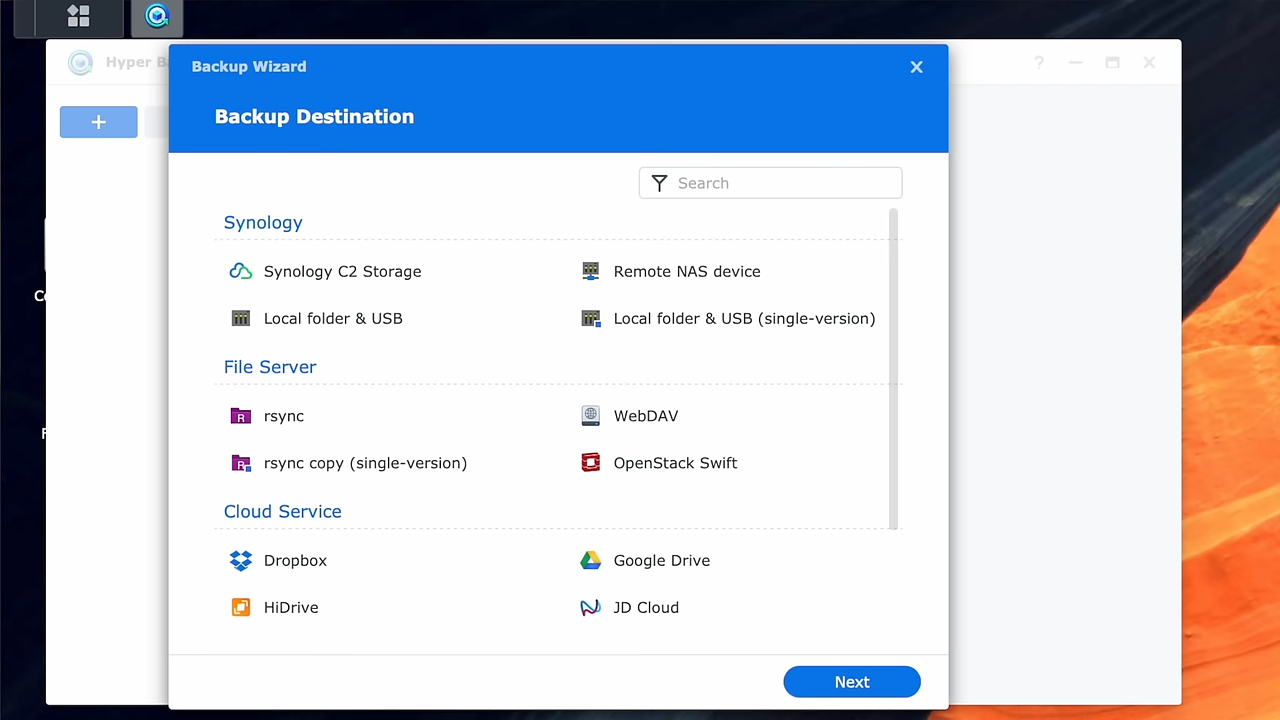 Hyper B
Backup Wizard
Backup Destination
Search
Synology
Synology C2 Storage
Remote NAS device
Local folder & USB
Local folder & USB (single-version)
File Server
rsync
WebDAV
rsync copy (single-version)
OpenStack Swift
Cloud Service
Dropbox
Google Drive
HiDrive
JD Cloud
Next